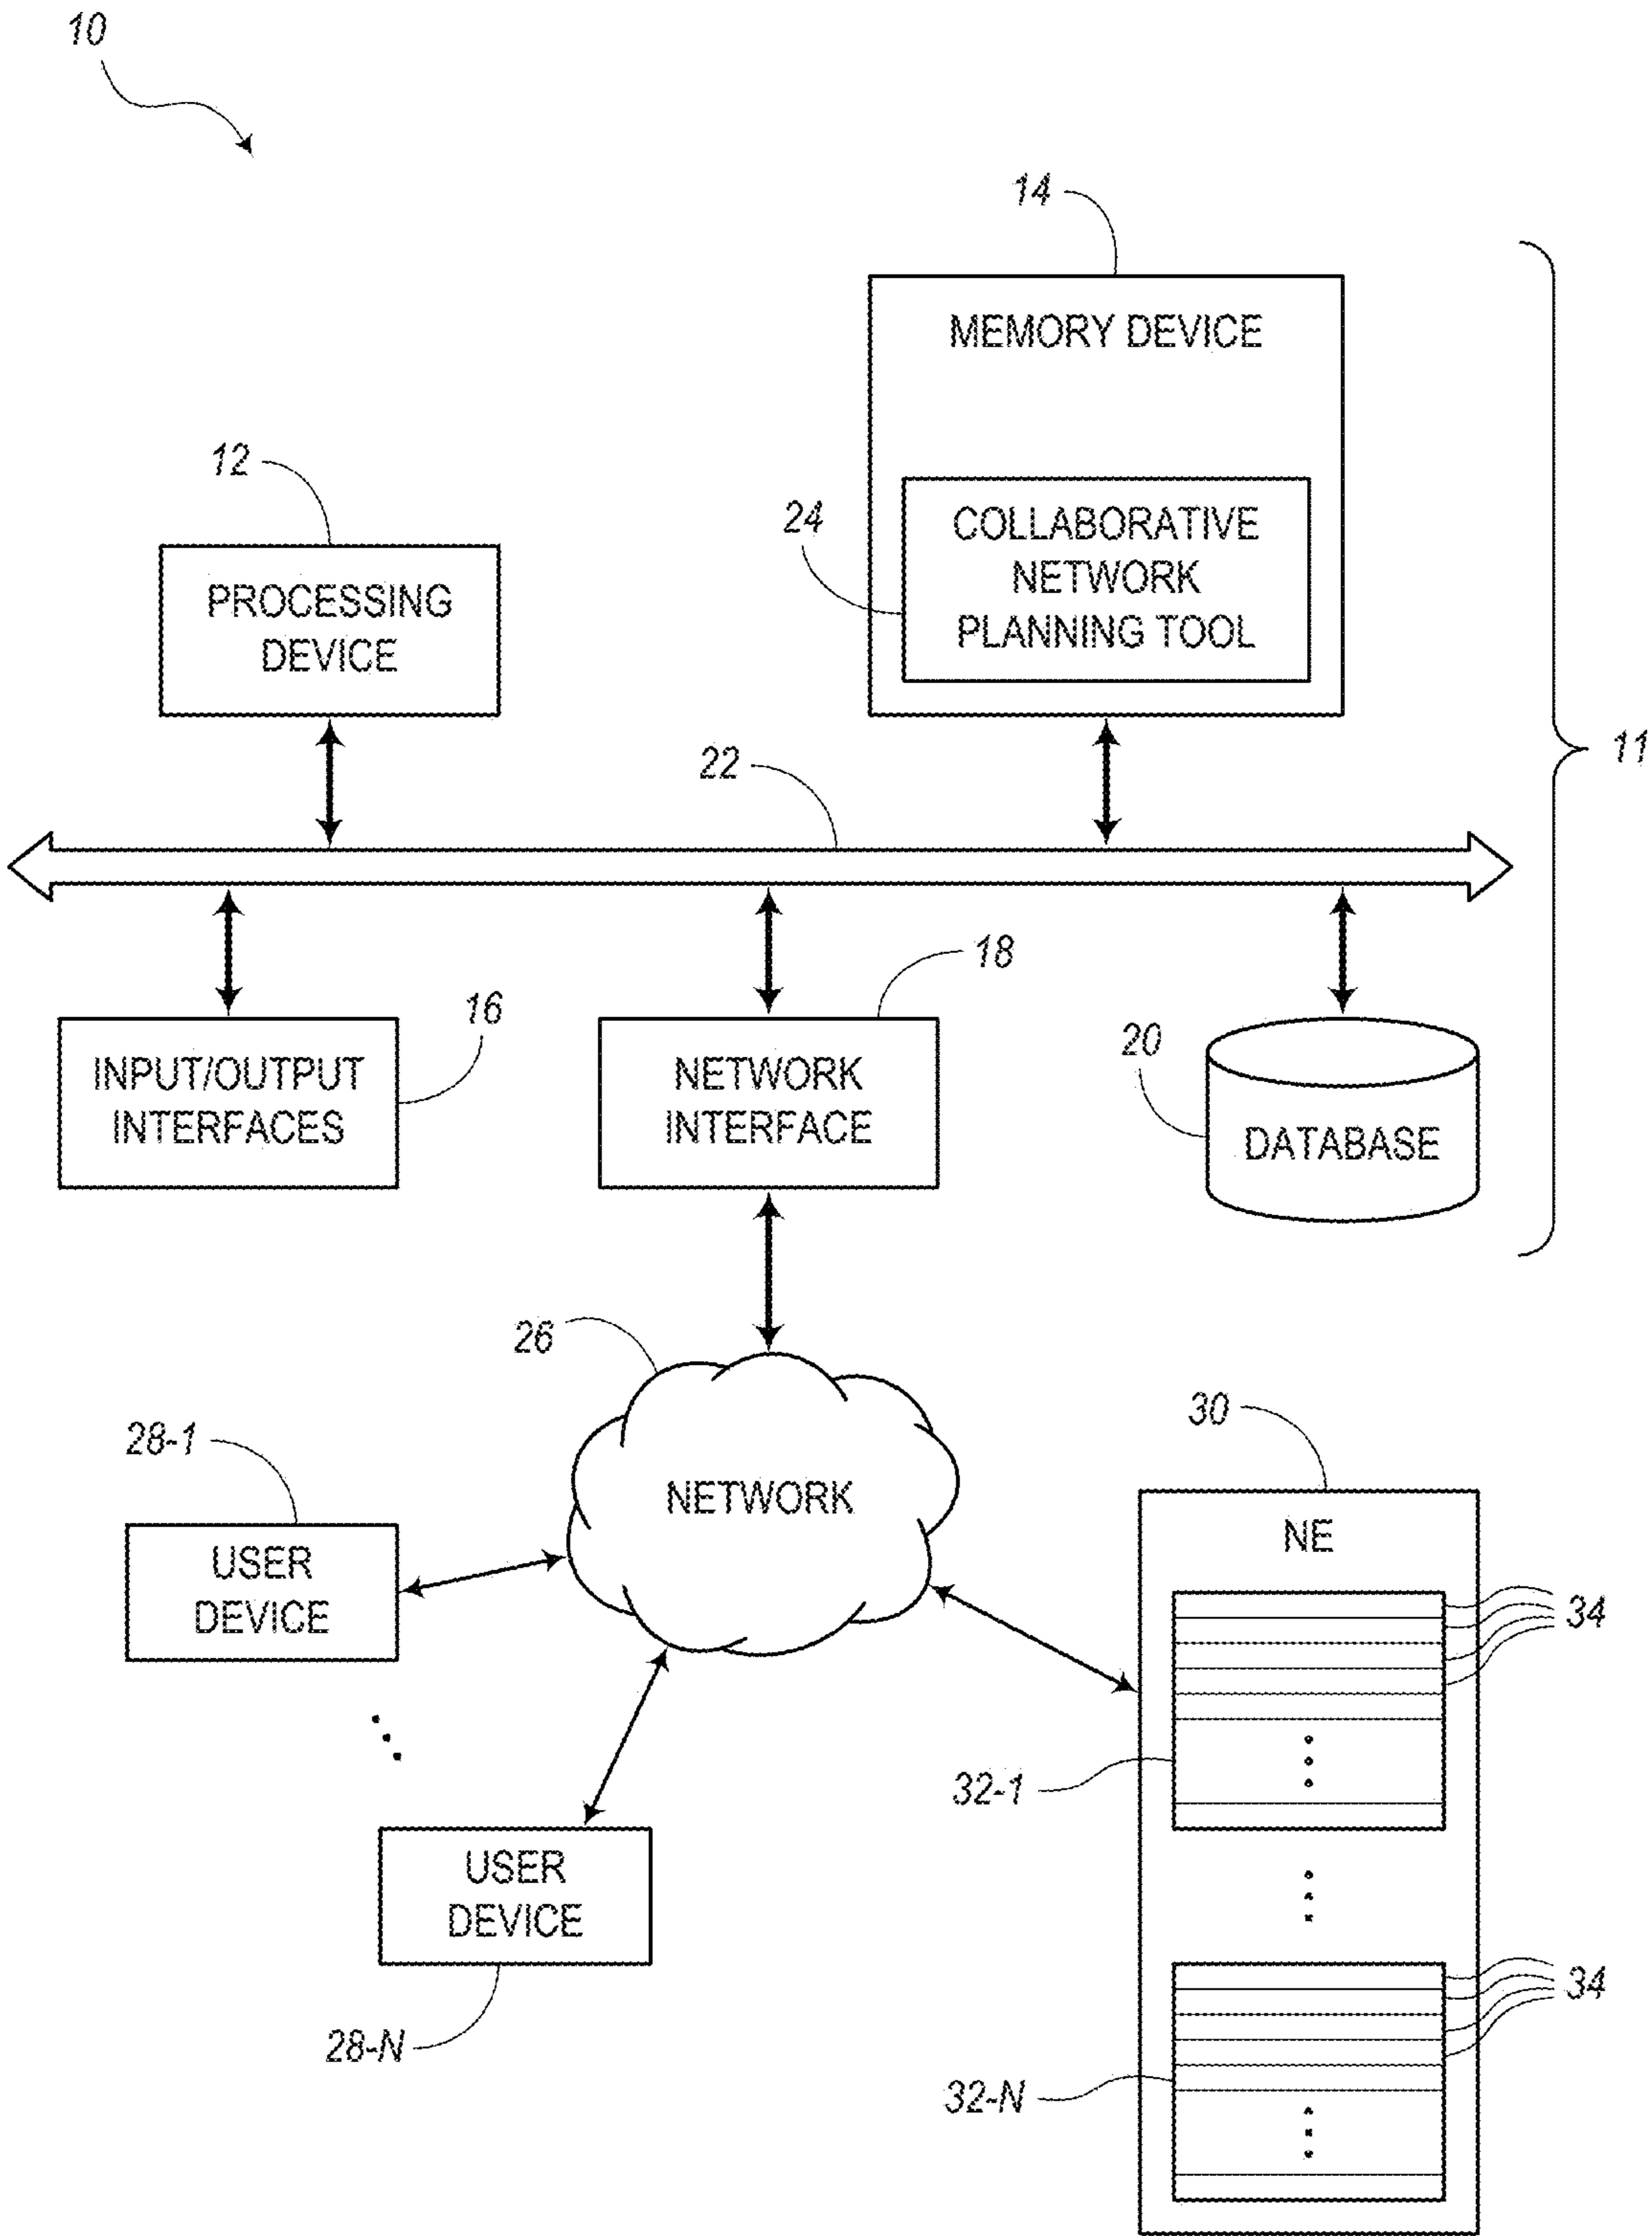 10
14
MEMORY DEVICE
12
24
COLLABORATIVE
NETWORK
PLANNING TOOL
PROCESSING
DEVICE
11
22
18
16
20
INPUT/OUTPUT
INTERFACES
NETWORK
INTERFACE
DATABASE
26
30
28-1
NETWORK
NE
USER
DEVICE
34
32-1
USER
DEVICE
34
28-N
32-N